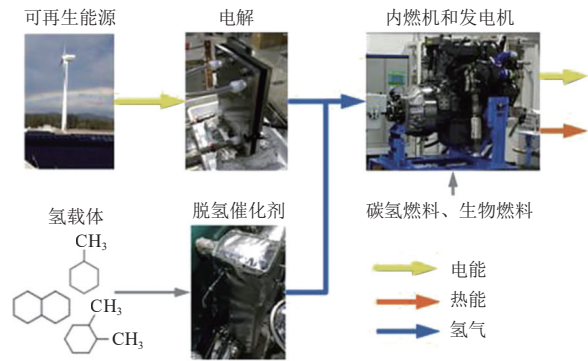 可再生能源
电解
内燃机和发电机
氢载体
脱氢催化剂
碳氢燃料、生物燃料
CH₃
CH₃
CH₃
电能
热能
氢气